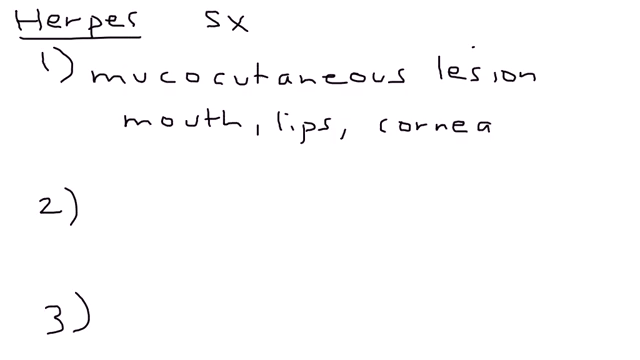 Herpes sx
1) mucocutaneous lesion
mouth, lips, cornea
2)
3)